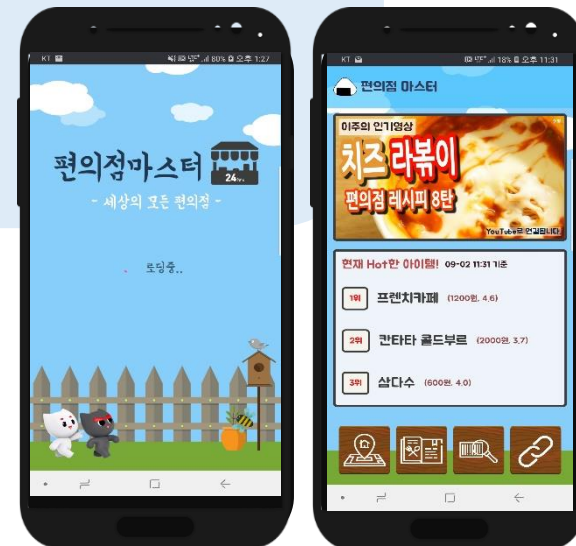 KT
80% 오후 1:27
편의점마스터
24hrs.
- 세상의 모든 편의점 -
로딩중..
KT
18% 오후 11:31
편의점 마스터
이주의 인기영상
치즈 라볶이
편의점 레시피 8탄
YouTube로 연결됩니다.
현재 Hot한 아이템! 09-02 11:31 기준
1위 프렌치카페 (1200원, 4.6)
2위 칸타타 콜드부르 (2000원, 3.7)
3위 삼다수 (600원, 4.0)